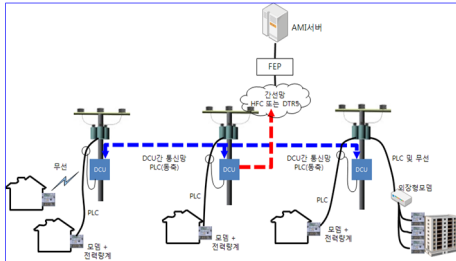 AMI서버
FEP
간선망
HFC 또는 DTRS
무선
DCU
DCU간 통신망
PLC(동축)
DCU
DCU간 통신망
PLC(동축)
DCU
PLC 및 무선
외장형모뎀
PLC
PLC
PLC
모뎀 +
전력량계
모뎀 +
전력량계
모뎀 +
전력량계